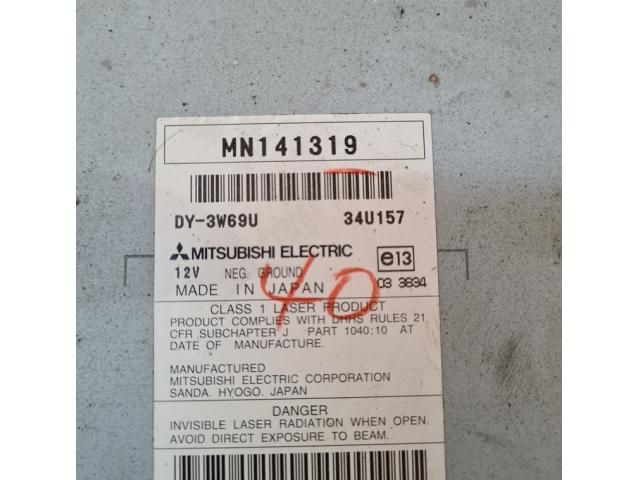 MN141319
DY-3W69U 34U157
MITSUBISHI ELECTRIC e13
12V NEG. GROUND 03 3834
MADE IN JAPAN
40
CLASS 1 LASER PRODUCT
PRODUCT COMPLIES WITH DHHS RULES 21
CFR SUBCHAPTER J PART 1040:10 AT
DATE OF MANUFACTURE.
MANUFACTURED
MITSUBISHI ELECTRIC CORPORATION
SANDA, HYOGO, JAPAN
DANGER
INVISIBLE LASER RADIATION WHEN OPEN.
AVOID DIRECT EXPOSURE TO BEAM.